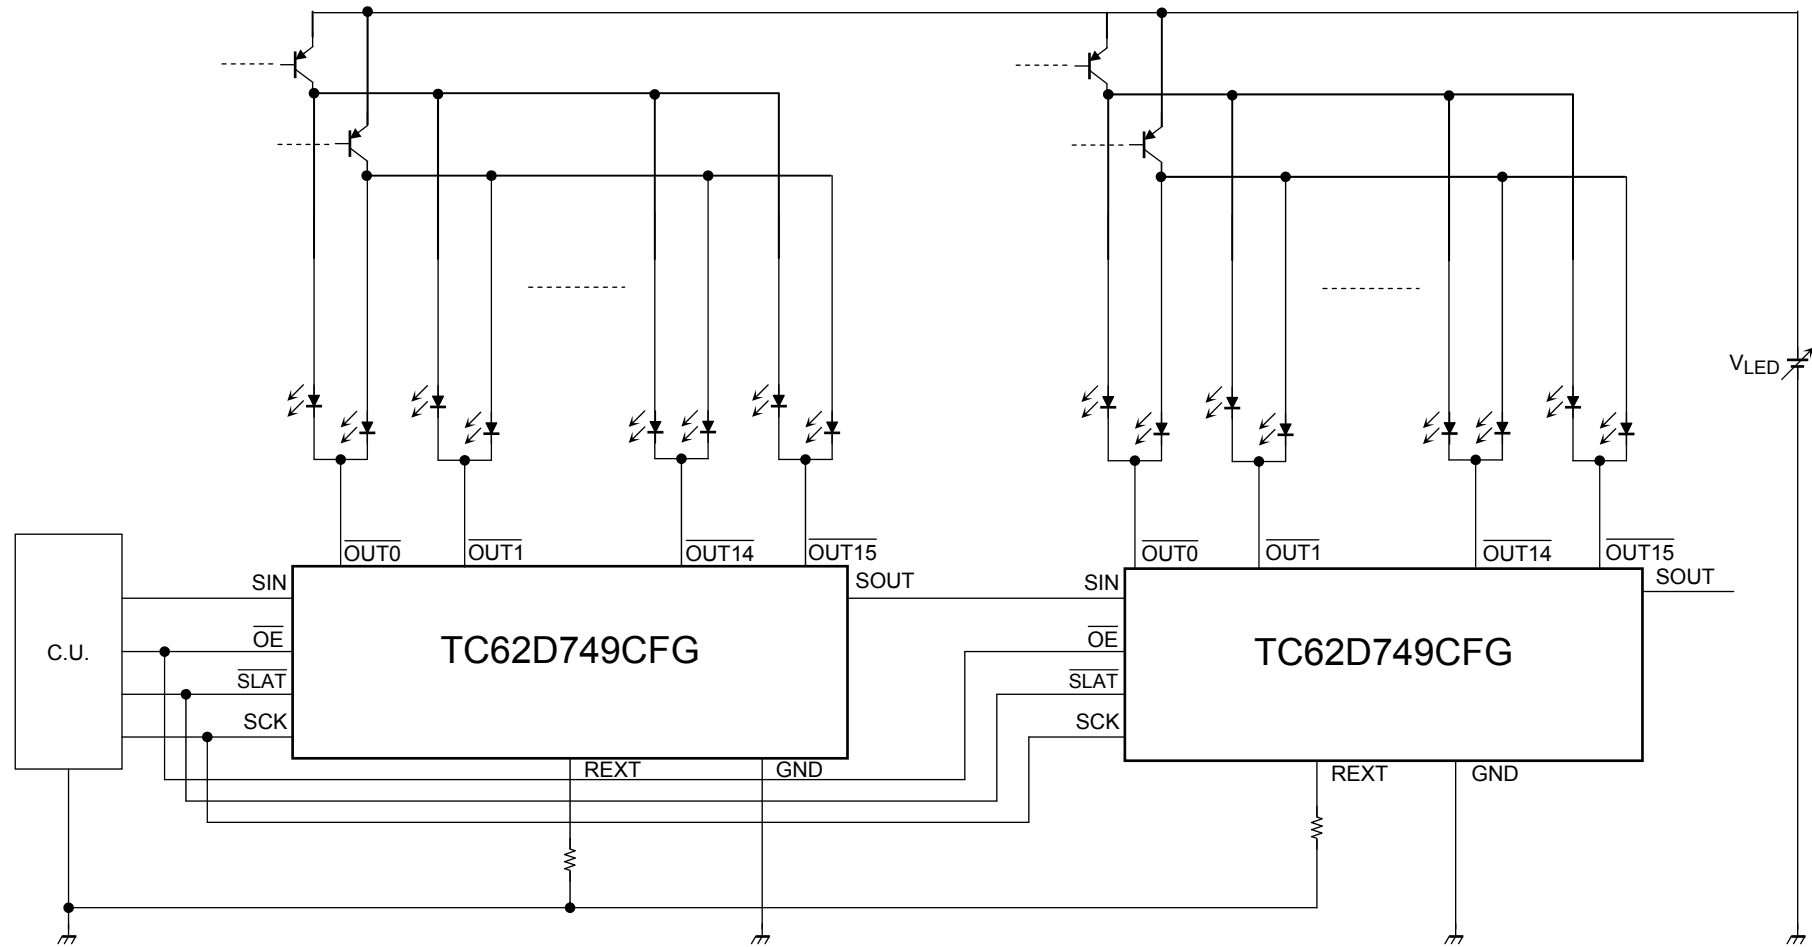 V_LED
OUT0 OUT1 OUT14 OUT15
OUT0 OUT1 OUT14 OUT15
SIN SOUT SIN SOUT
C.U.
OE
SLAT
SCK
TC62D749CFG
OE
SLAT
SCK
TC62D749CFG
REXT GND
REXT GND